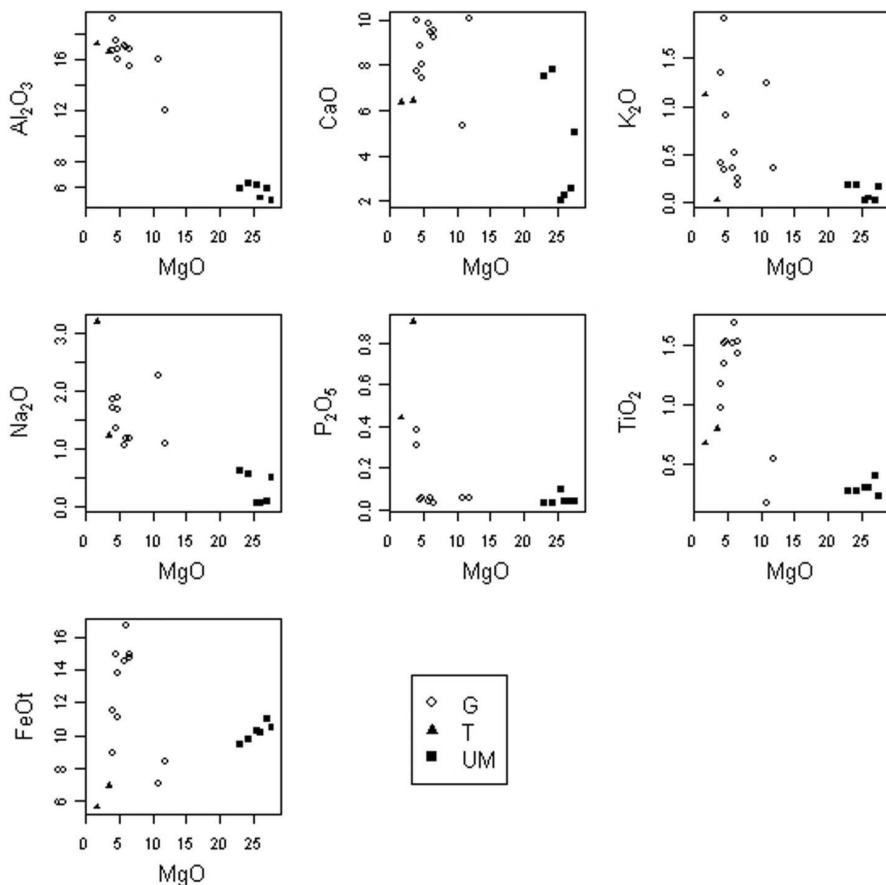 Al₂O₃
6 8 12 16
0 5 10 15 20 25
MgO
CaO
2 4 6 8 10
0 5 10 15 20 25
MgO
K₂O
0.0 0.5 1.0 1.5
0 5 10 15 20 25
MgO
Na₂O
0.0 1.0 2.0 3.0
0 5 10 15 20 25
MgO
P₂O₅
0.0 0.2 0.4 0.6 0.8
0 5 10 15 20 25
MgO
TiO₂
0.5 1.0 1.5
0 5 10 15 20 25
MgO
FeOt
6 8 10 12 14 16
0 5 10 15 20 25
MgO
G
T
UM